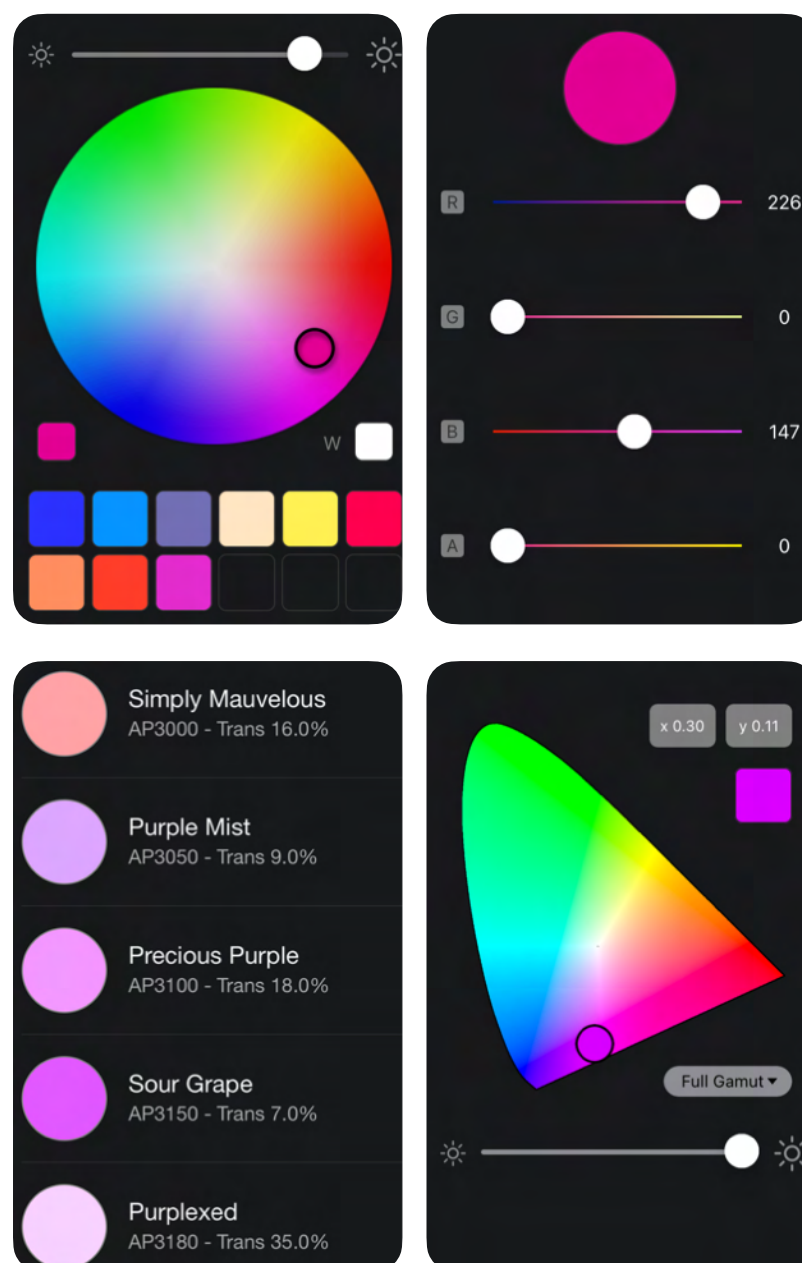 W
R
226
G
0
B
147
A
0
Simply Mauvelous
AP3000 - Trans 16.0%
Purple Mist
AP3050 - Trans 9.0%
Precious Purple
AP3100 - Trans 18.0%
Sour Grape
AP3150 - Trans 7.0%
Purplexed
AP3180 - Trans 35.0%
x 0.30
y 0.11
Full Gamut